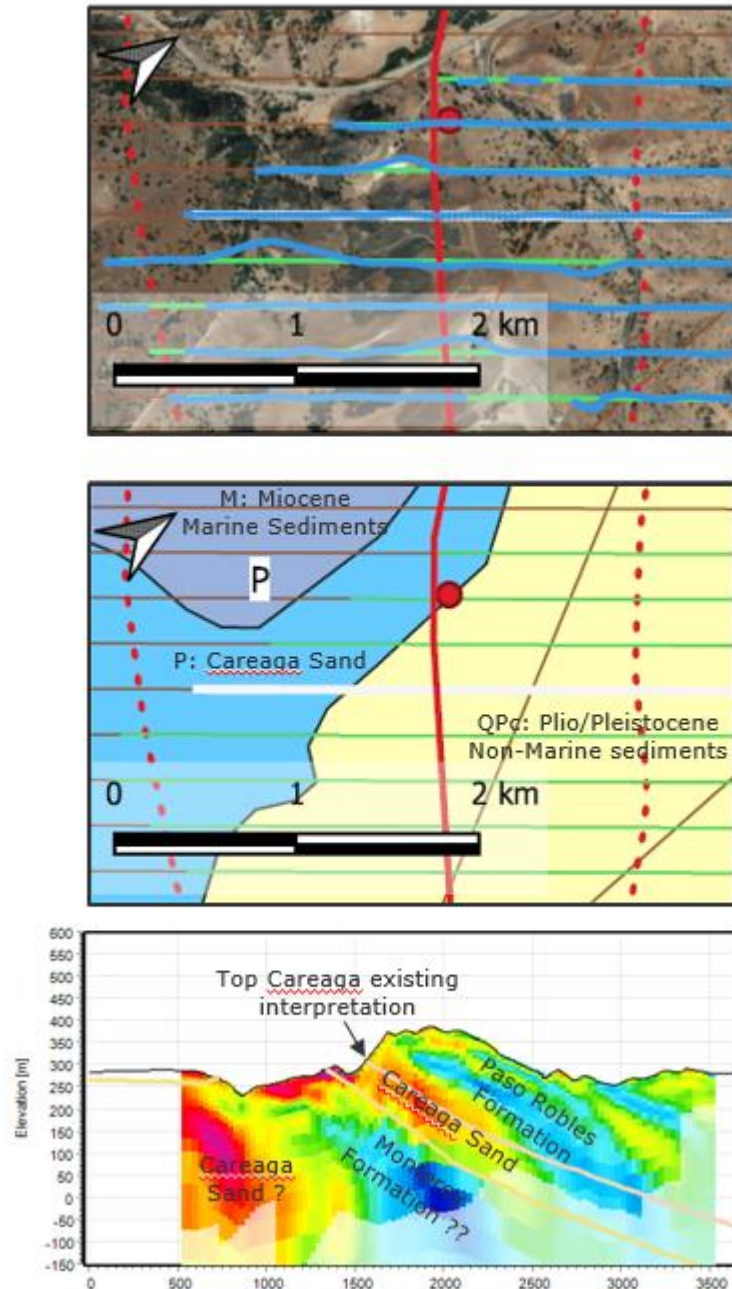 0 1 2 km
M: Miocene
Marine Sediments
P
P: Careaga Sand
QPc: Plio/Pleistocene
Non-Marine sediments
0 1 2 km
600
550
500
450
400
350
300
250
200
150
100
50
0
-50
-100
-150
Elevation [m]
Top Careaga existing
interpretation
Paso Robles
Formation
Careaga Sand
Careaga
Sand ?
Monterey
Formation ??
0 500 1000 1500 2000 2500 3000 3500